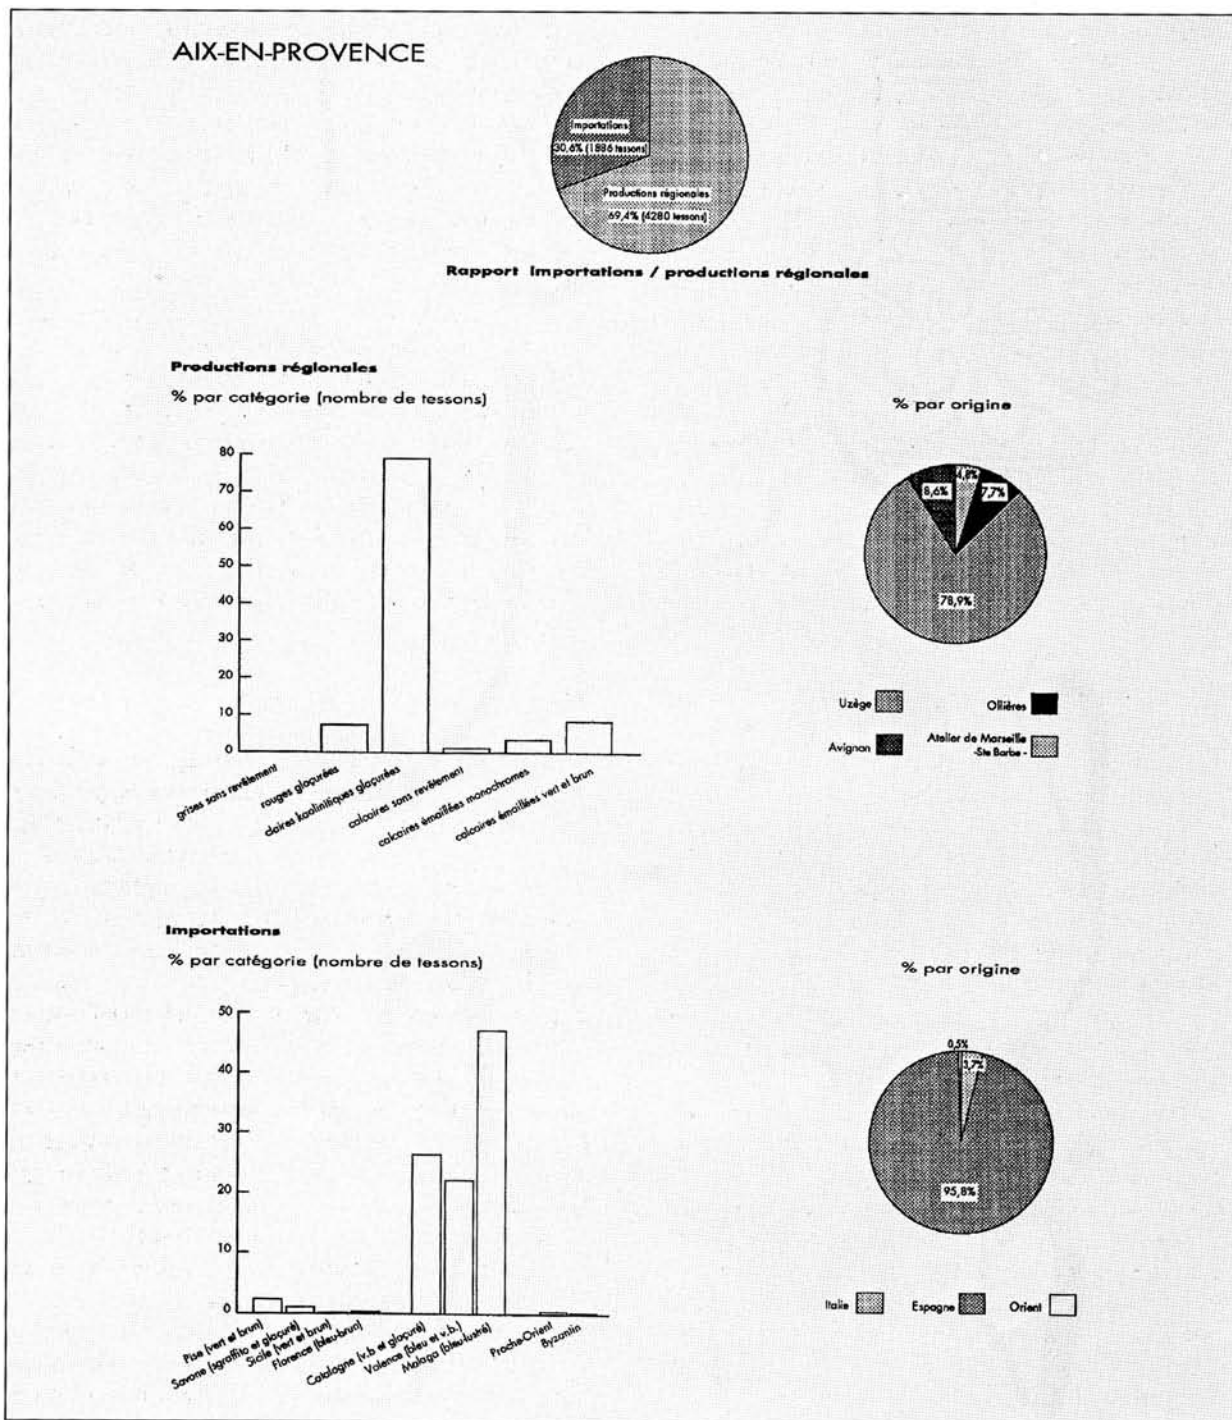 AIX-EN-PROVENCE
Importations
30,6% (1886 tessons)
Productions régionales
69,4% (4280 tessons)
Rapport Importations / productions régionales
Productions régionales
% par catégorie (nombre de tessons)
% par origine
80
70
60
50
40
30
20
10
0
grises sans revêtement
rouges glaçurées
claires kaolinitiques glaçurées
calcaires sans revêtement
calcaires émaillées monochromes
calcaires émaillées vert et brun
4,8%
8,6%
7,7%
78,9%
Uzège
Ollières
Avignon
Atelier de Marseille
-Ste Barbe -
Importations
% par catégorie (nombre de tessons)
% par origine
50
40
30
20
10
0
Pise (vert et brun)
Savone (sgraffito et glaçuré)
Sicile (vert et brun)
Florence (bleu-brun)
Catalogne (v.b et glaçuré)
Valence (bleu et v.b.)
Malaga (bleu-lustré)
Proche-Orient
Byzantin
0,5%
3,7%
95,8%
Italie
Espagne
Orient